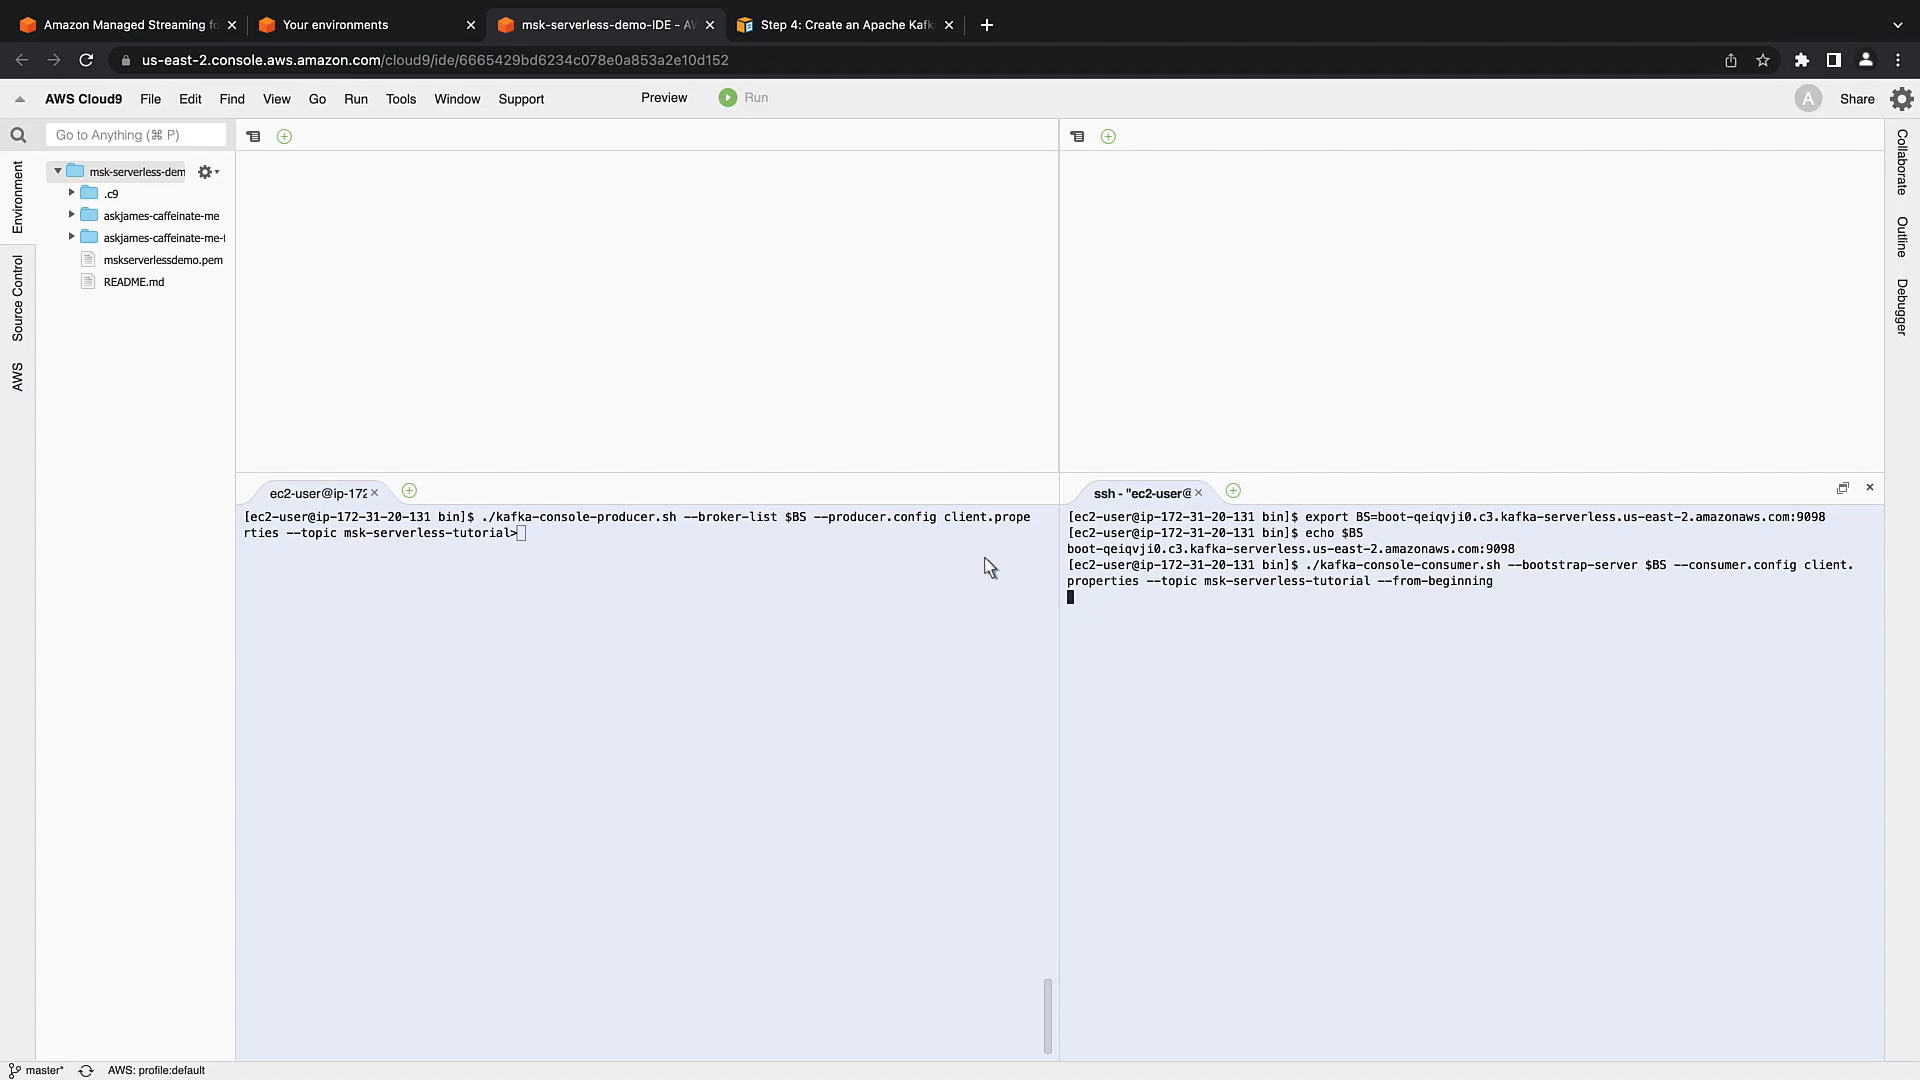 Amazon Managed Streaming fo
Your environments
msk-serverless-demo-IDE - AW
Step 4: Create an Apache Kafk
us-east-2.console.aws.amazon.com/cloud9/ide/6665429bd6234c078e0a853a2e10d152
AWS Cloud9 File Edit Find View Go Run Tools Window Support Preview Run A Share
Go to Anything (⌘ P)
Environment
Source Control
AWS
msk-serverless-dem
.c9
askjames-caffeinate-me
askjames-caffeinate-me-f
mskserverlessdemo.pem
README.md
Collaborate
Outline
Debugger
ec2-user@ip-172
[ec2-user@ip-172-31-20-131 bin]$ ./kafka-console-producer.sh --broker-list $BS --producer.config client.prope
rties --topic msk-serverless-tutorial>
ssh - "ec2-user@
[ec2-user@ip-172-31-20-131 bin]$ export BS=boot-qeiqvji0.c3.kafka-serverless.us-east-2.amazonaws.com:9098
[ec2-user@ip-172-31-20-131 bin]$ echo $BS
boot-qeiqvji0.c3.kafka-serverless.us-east-2.amazonaws.com:9098
[ec2-user@ip-172-31-20-131 bin]$ ./kafka-console-consumer.sh --bootstrap-server $BS --consumer.config client.
properties --topic msk-serverless-tutorial --from-beginning
master* AWS: profile:default